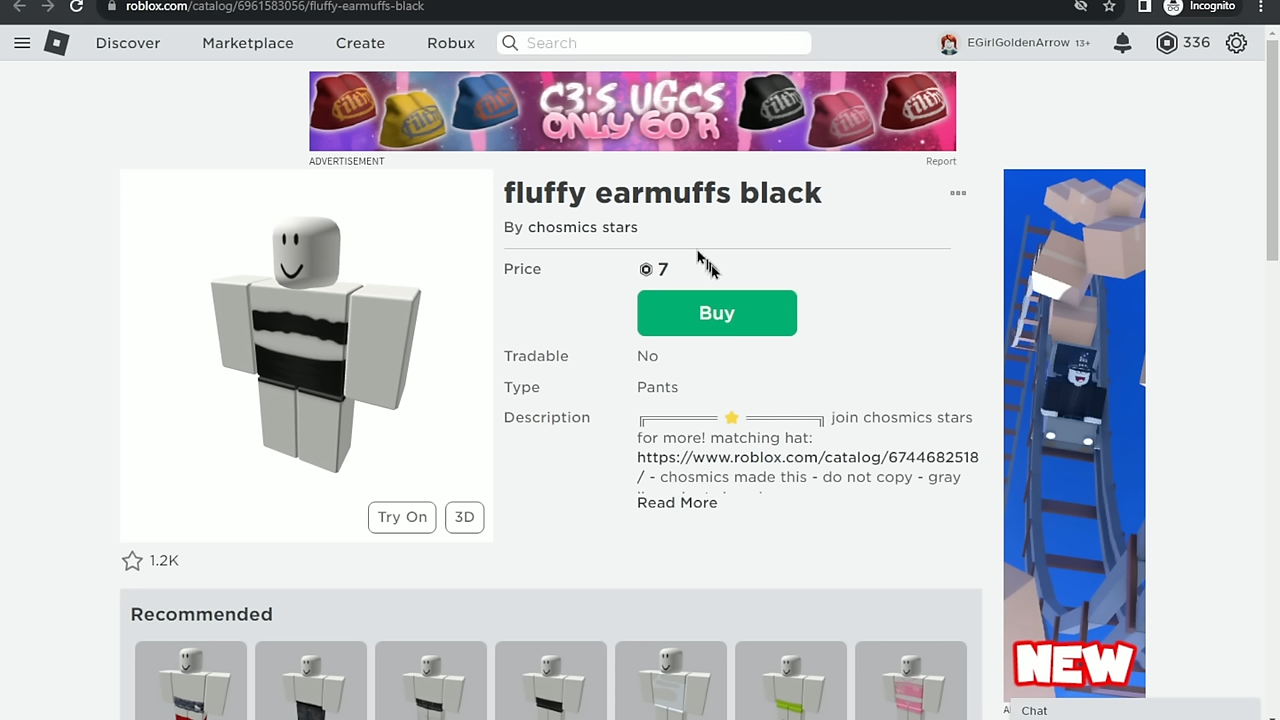 roblox.com/catalog/6961583056/fluffy-earmuffs-black
Incognito
Discover
Marketplace
Create
Robux
Search
EGirlGoldenArrow 13+
336
C3'S UGCS
ONLY 60 R
filth
filth
ADVERTISEMENT
Report
fluffy earmuffs black
By chosmics stars
Price
7
Buy
Tradable
No
Type
Pants
Description
╔═════ ⭐ ═════╗ join chosmics stars
for more! matching hat:
https://www.roblox.com/catalog/6744682518
/ - chosmics made this - do not copy - gray
Read More
Try On
3D
1.2K
Recommended
NEW
Chat